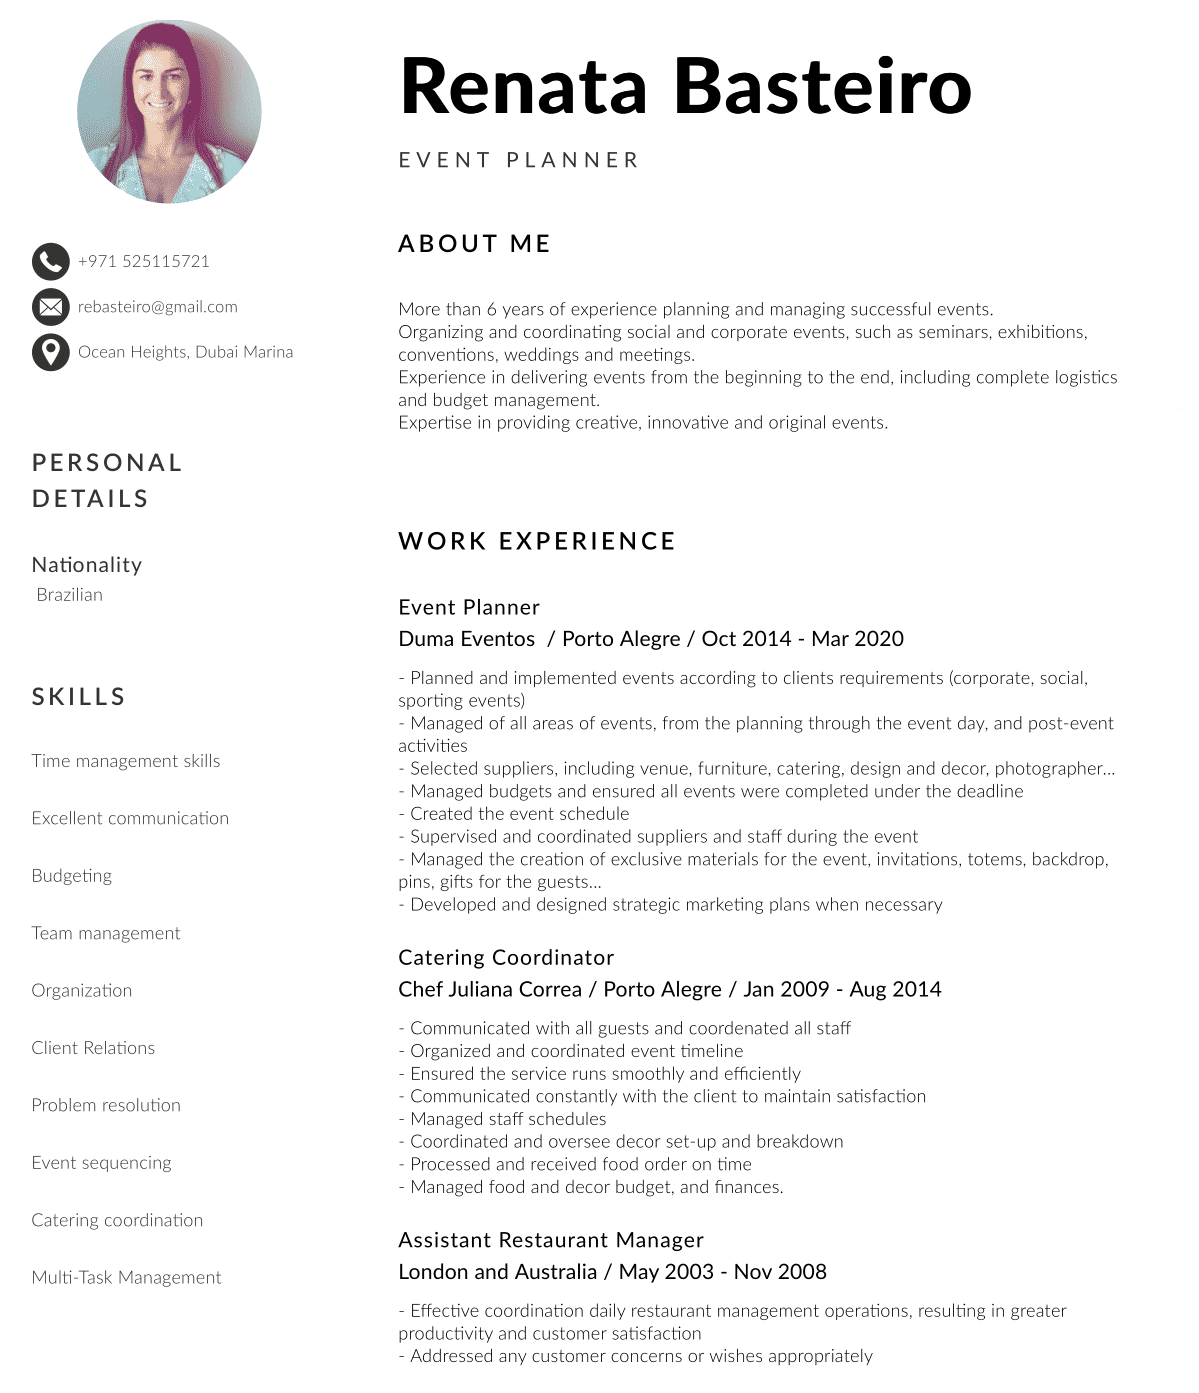 Renata Basteiro
EVENT PLANNER
+971 525115721
rebasteiro@gmail.com
Ocean Heights, Dubai Marina
PERSONAL
DETAILS
Nationality
Brazilian
SKILLS
Time management skills
Excellent communication
Budgeting
Team management
Organization
Client Relations
Problem resolution
Event sequencing
Catering coordination
Multi-Task Management
ABOUT ME
More than 6 years of experience planning and managing successful events.
Organizing and coordinating social and corporate events, such as seminars, exhibitions,
conventions, weddings and meetings.
Experience in delivering events from the beginning to the end, including complete logistics
and budget management.
Expertise in providing creative, innovative and original events.
WORK EXPERIENCE
Event Planner
Duma Eventos  / Porto Alegre / Oct 2014 - Mar 2020
- Planned and implemented events according to clients requirements (corporate, social,
sporting events)
- Managed of all areas of events, from the planning through the event day, and post-event
activities
- Selected suppliers, including venue, furniture, catering, design and decor, photographer...
- Managed budgets and ensured all events were completed under the deadline
- Created the event schedule
- Supervised and coordinated suppliers and staff during the event
- Managed the creation of exclusive materials for the event, invitations, totems, backdrop,
pins, gifts for the guests...
- Developed and designed strategic marketing plans when necessary
Catering Coordinator
Chef Juliana Correa / Porto Alegre / Jan 2009 - Aug 2014
- Communicated with all guests and coordenated all staff
- Organized and coordinated event timeline
- Ensured the service runs smoothly and efficiently
- Communicated constantly with the client to maintain satisfaction
- Managed staff schedules
- Coordinated and oversee decor set-up and breakdown
- Processed and received food order on time
- Managed food and decor budget, and finances.
Assistant Restaurant Manager
London and Australia / May 2003 - Nov 2008
- Effective coordination daily restaurant management operations, resulting in greater
productivity and customer satisfaction
- Addressed any customer concerns or wishes appropriately